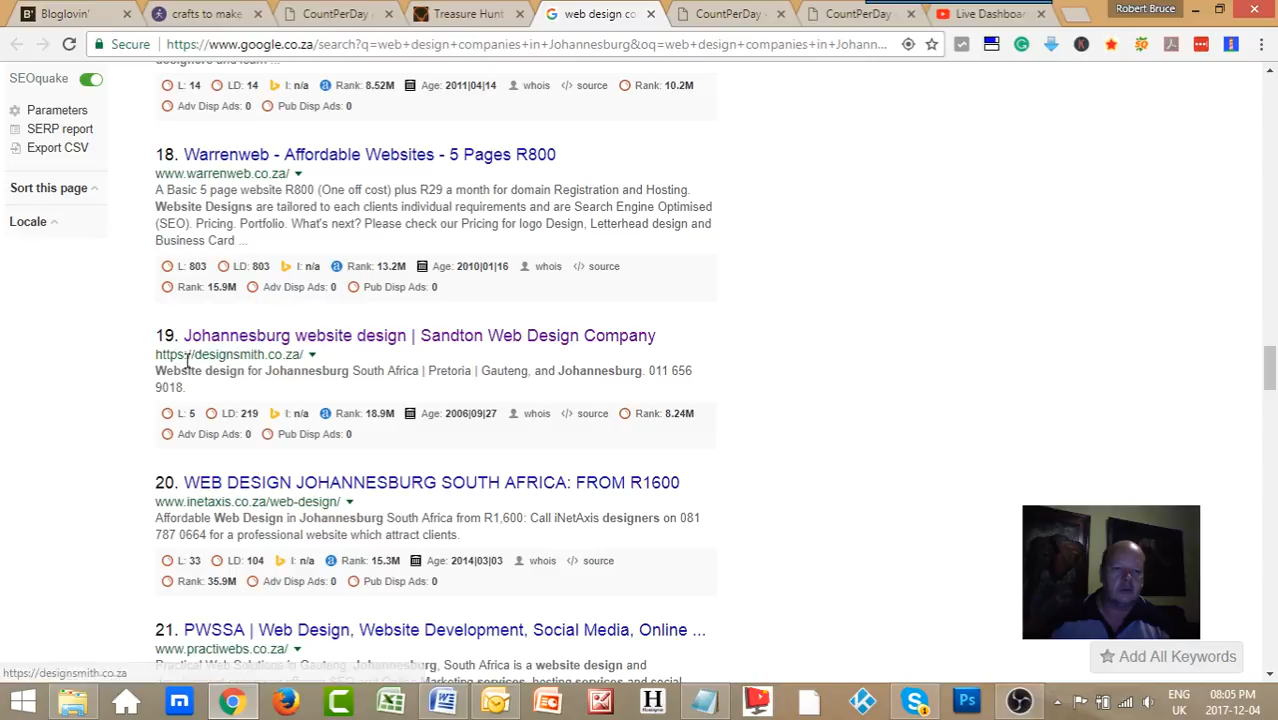 Bloglovin'
crafts to make
CountPerDay
Treasure Hunt
web design co
CountPerDay
CountPerDay
Live Dashboa
Robert Bruce
Secure
https://www.google.co.za/search?q=web+design+companies+in+Johannesburg&oq=web+design+companies+in+Johann...
SEOquake
Parameters
SERP report
Export CSV
Sort this page
Locale
L: 14 LD: 14 I: n/a Rank: 8.52M Age: 2011|04|14 whois </> source Rank: 10.2M
Adv Disp Ads: 0 Pub Disp Ads: 0
18. Warrenweb - Affordable Websites - 5 Pages R800
www.warrenweb.co.za/
A Basic 5 page website R800 (One off cost) plus R29 a month for domain Registration and Hosting.
Website Designs are tailored to each clients individual requirements and are Search Engine Optimised
(SEO). Pricing. Portfolio. What's next? Please check our Pricing for logo Design, Letterhead design and
Business Card ...
L: 803 LD: 803 I: n/a Rank: 13.2M Age: 2010|01|16 whois </> source
Rank: 15.9M Adv Disp Ads: 0 Pub Disp Ads: 0
19. Johannesburg website design | Sandton Web Design Company
https://designsmith.co.za/
Website design for Johannesburg South Africa | Pretoria | Gauteng, and Johannesburg. 011 656
9018.
L: 5 LD: 219 I: n/a Rank: 18.9M Age: 2006|09|27 whois </> source Rank: 8.24M
Adv Disp Ads: 0 Pub Disp Ads: 0
20. WEB DESIGN JOHANNESBURG SOUTH AFRICA: FROM R1600
www.inetaxis.co.za/web-design/
Affordable Web Design in Johannesburg South Africa from R1,600: Call iNetAxis designers on 081
787 0664 for a professional website which attract clients.
L: 33 LD: 104 I: n/a Rank: 15.3M Age: 2014|03|03 whois </> source
Rank: 35.9M Adv Disp Ads: 0 Pub Disp Ads: 0
21. PWSSA | Web Design, Website Development, Social Media, Online ...
www.practiwebs.co.za/
Practical Web Solutions in Gauteng, Johannesburg, South Africa is a website design and
Add All Keywords
https://designsmith.co.za
ENG
UK
08:05 PM
2017-12-04